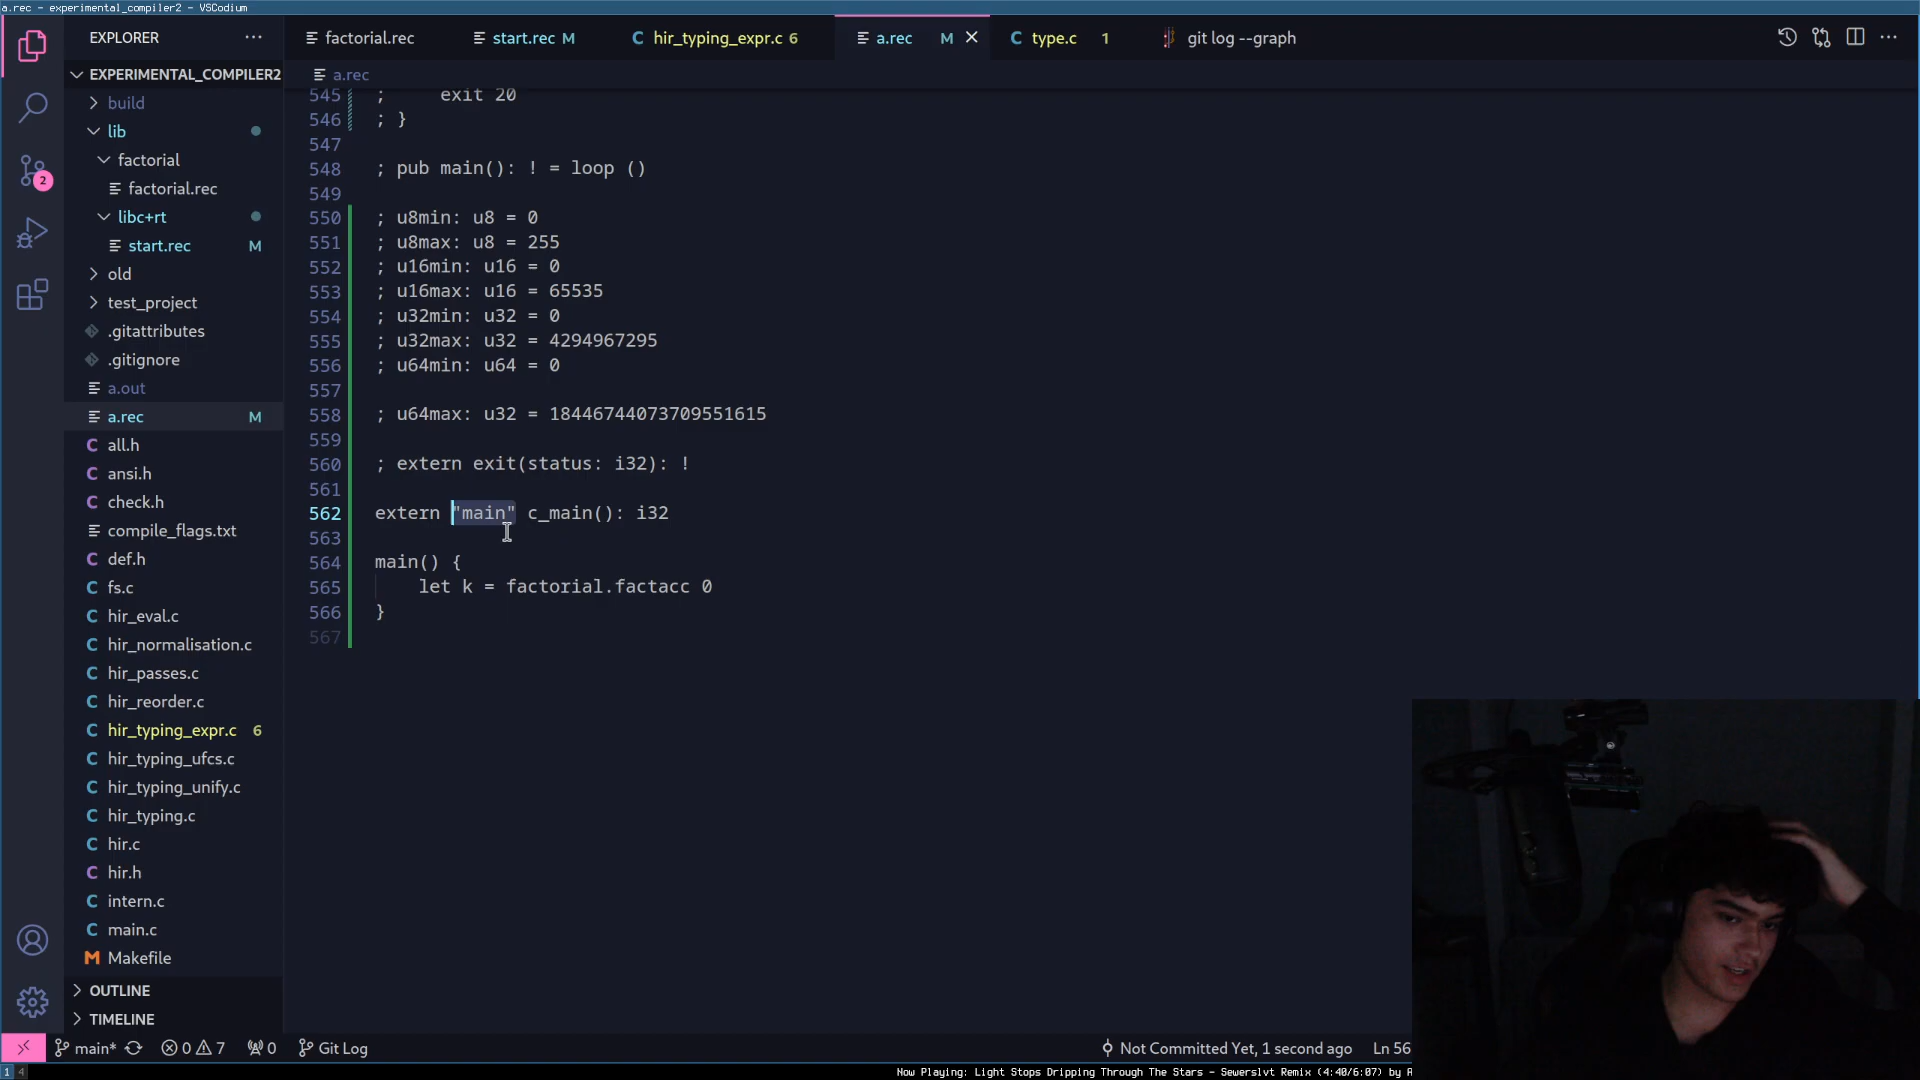 a.rec - experimental_compiler2 - VSCodium
EXPLORER
factorial.rec
start.rec M
hir_typing_expr.c 6
a.rec M
type.c 1
git log --graph
EXPERIMENTAL_COMPILER2
a.rec
build
lib
factorial
factorial.rec
libc+rt
start.rec M
old
test_project
.gitattributes
.gitignore
a.out
a.rec M
all.h
ansi.h
check.h
compile_flags.txt
def.h
fs.c
hir_eval.c
hir_normalisation.c
hir_passes.c
hir_reorder.c
hir_typing_expr.c 6
hir_typing_ufcs.c
hir_typing_unify.c
hir_typing.c
hir.c
hir.h
intern.c
main.c
Makefile
OUTLINE
TIMELINE
2
545 ;     exit 20
546 ; }
547
548 ; pub main(): ! = loop ()
549
550 ; u8min: u8 = 0
551 ; u8max: u8 = 255
552 ; u16min: u16 = 0
553 ; u16max: u16 = 65535
554 ; u32min: u32 = 0
555 ; u32max: u32 = 4294967295
556 ; u64min: u64 = 0
557
558 ; u64max: u32 = 18446744073709551615
559
560 ; extern exit(status: i32): !
561
562 extern "main" c_main(): i32
563
564 main() {
565     let k = factorial.factacc 0
566 }
567
main* 0 7 0 Git Log
Not Committed Yet, 1 second ago Ln 56
1 4
Now Playing: Light Stops Dripping Through The Stars - Sewerslvt Remix (4:40/6:07) by